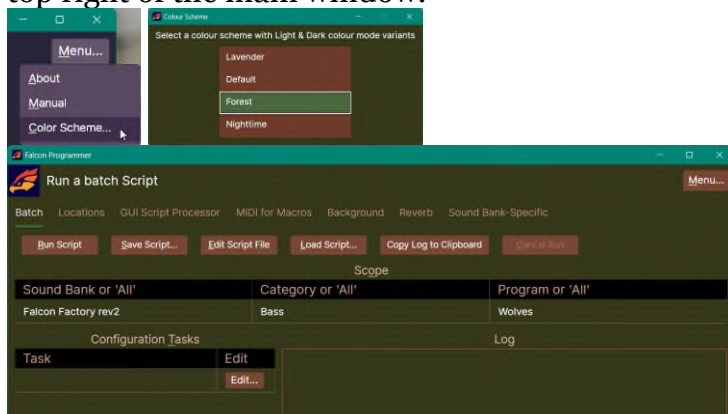 top right of the main window.
Menu...
About
Manual
Color Scheme...
Colour Scheme
Select a colour scheme with Light & Dark colour mode variants
Lavender
Default
Forest
Nighttime
Falcon Programmer
Run a batch Script
Menu...
Batch Locations GUI Script Processor MIDI for Macros Background Reverb Sound Bank-Specific
Run Script Save Script... Edit Script File Load Script... Copy Log to Clipboard Cancel Run
Scope
Sound Bank or 'All' Category or 'All' Program or 'All'
Falcon Factory rev2 Bass Wolves
Configuration Tasks Log
Task Edit
Edit...